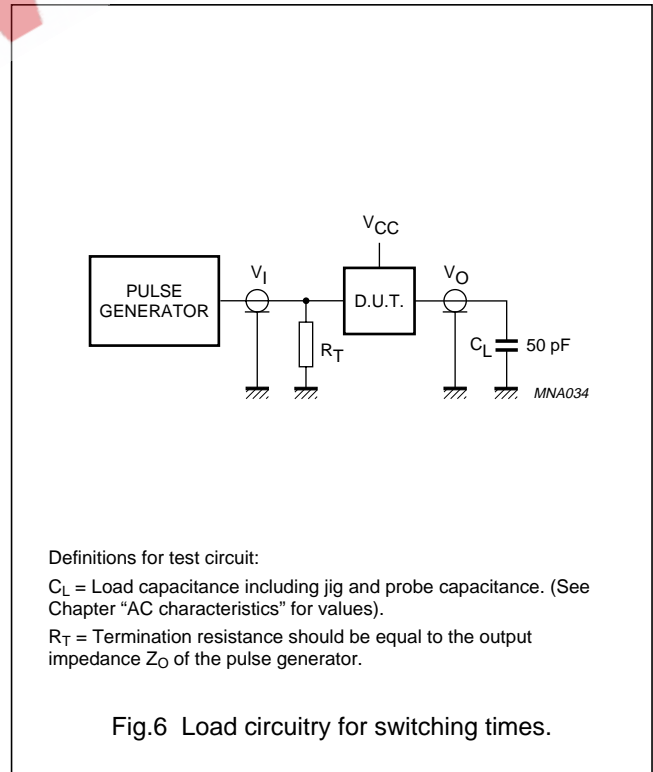 VCC
PULSE
GENERATOR
VI
D.U.T.
VO
RT
CL
50 pF
MNA034
Definitions for test circuit:
CL = Load capacitance including jig and probe capacitance. (See
Chapter “AC characteristics” for values).
RT = Termination resistance should be equal to the output
impedance ZO of the pulse generator.
Fig.6 Load circuitry for switching times.